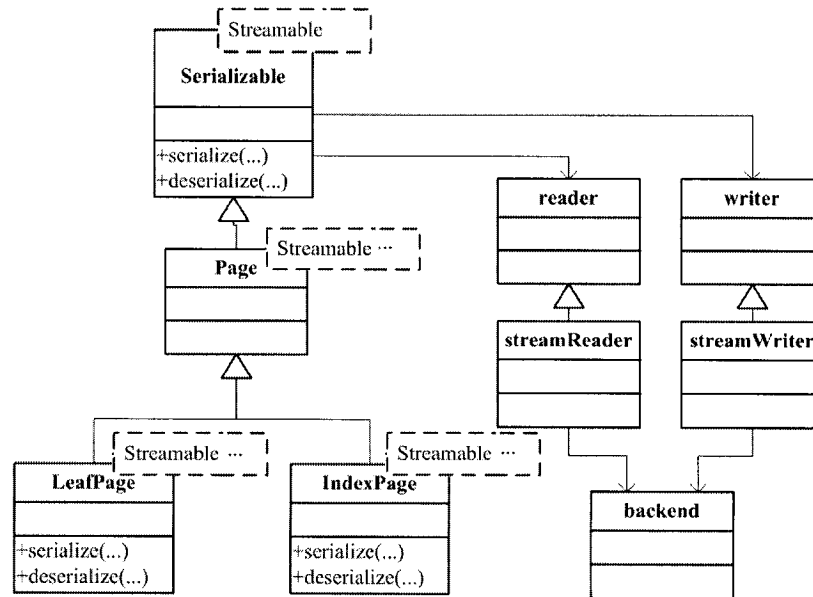 Streamable
Serializable
+serialize(...)
+deserialize(...)
reader
writer
Streamable ...
Page
streamReader
streamWriter
Streamable ...
Streamable ...
LeafPage
IndexPage
backend
+serialize(...)
+deserialize(...)
+serialize(...)
+deserialize(...)